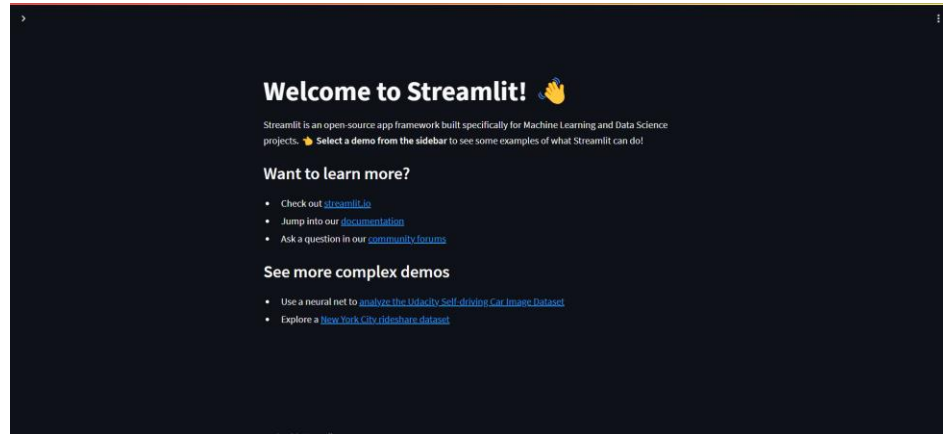 Welcome to Streamlit! 👋
Streamlit is an open-source app framework built specifically for Machine Learning and Data Science
projects. 👈 Select a demo from the sidebar to see some examples of what Streamlit can do!
Want to learn more?
• Check out streamlit.io
• Jump into our documentation
• Ask a question in our community forums
See more complex demos
• Use a neural net to analyze the Udacity Self-driving Car Image Dataset
• Explore a New York City rideshare dataset